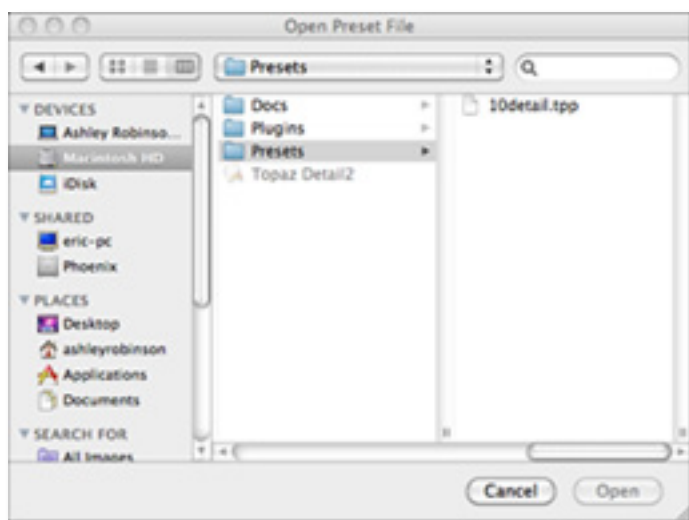 Open Preset File
Presets
DEVICES
Ashley Robinso...
Macintosh HD
iDisk
SHARED
eric-pc
Phoenix
PLACES
Desktop
ashleyrobinson
Applications
Documents
SEARCH FOR
All Images
Docs
Plugins
Presets
Topaz Detail2
10detail.tpp
Cancel
Open